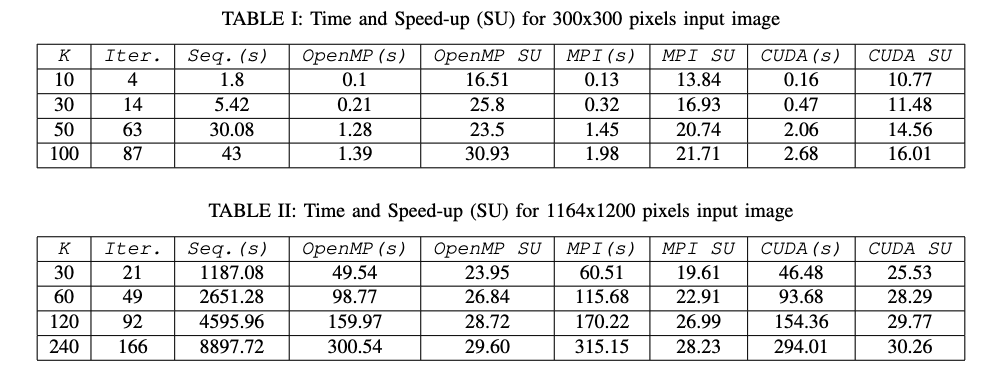 TABLE I: Time and Speed-up (SU) for 300x300 pixels input image
K Iter. Seq.(s) OpenMP(s) OpenMP SU MPI(s) MPI SU CUDA(s) CUDA SU
10 4 1.8 0.1 16.51 0.13 13.84 0.16 10.77
30 14 5.42 0.21 25.8 0.32 16.93 0.47 11.48
50 63 30.08 1.28 23.5 1.45 20.74 2.06 14.56
100 87 43 1.39 30.93 1.98 21.71 2.68 16.01
TABLE II: Time and Speed-up (SU) for 1164x1200 pixels input image
K Iter. Seq.(s) OpenMP(s) OpenMP SU MPI(s) MPI SU CUDA(s) CUDA SU
30 21 1187.08 49.54 23.95 60.51 19.61 46.48 25.53
60 49 2651.28 98.77 26.84 115.68 22.91 93.68 28.29
120 92 4595.96 159.97 28.72 170.22 26.99 154.36 29.77
240 166 8897.72 300.54 29.60 315.15 28.23 294.01 30.26